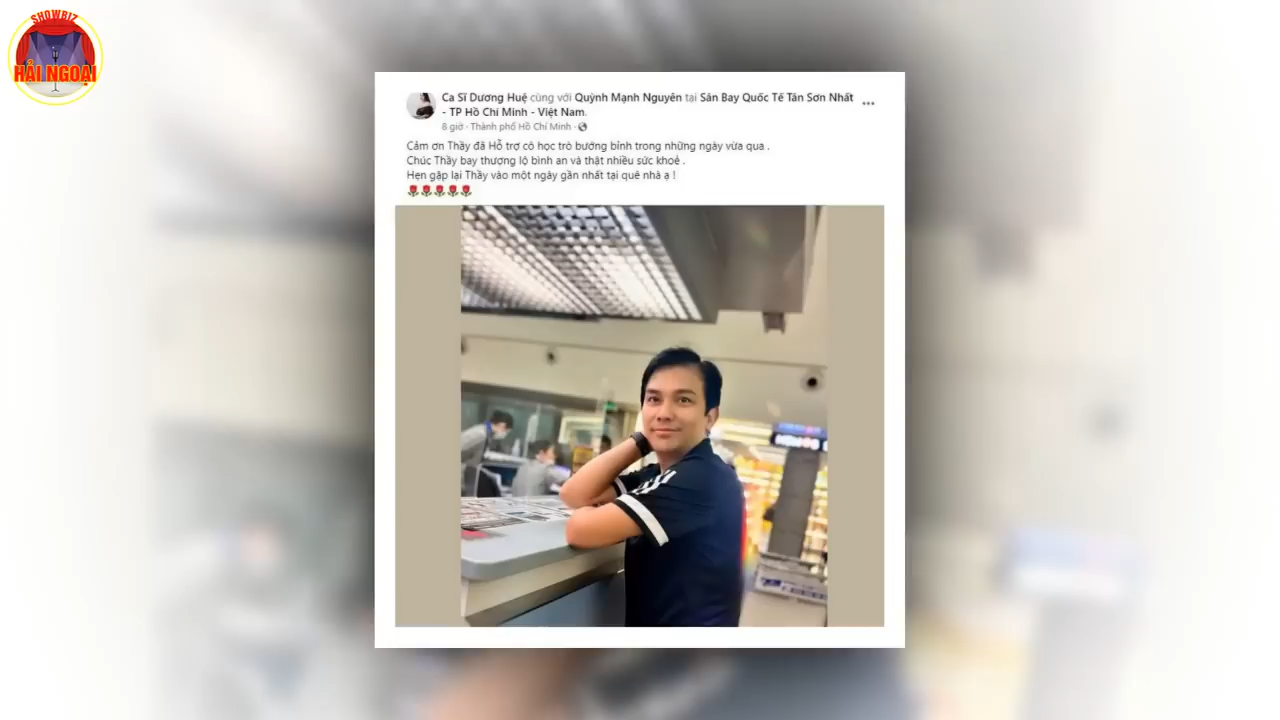 SHOWBIZ
HẢI NGOẠI
Ca Sĩ Dương Huệ cùng với Quỳnh Mạnh Nguyên tại Sân Bay Quốc Tế Tân Sơn Nhất
- TP Hồ Chí Minh - Việt Nam.
8 giờ · Thành phố Hồ Chí Minh ·
Cảm ơn Thầy đã Hỗ trợ cô học trò bướng bỉnh trong những ngày vừa qua .
Chúc Thầy bay thượng lộ bình an và thật nhiều sức khoẻ .
Hẹn gặp lại Thầy vào một ngày gần nhất tại quê nhà ạ !